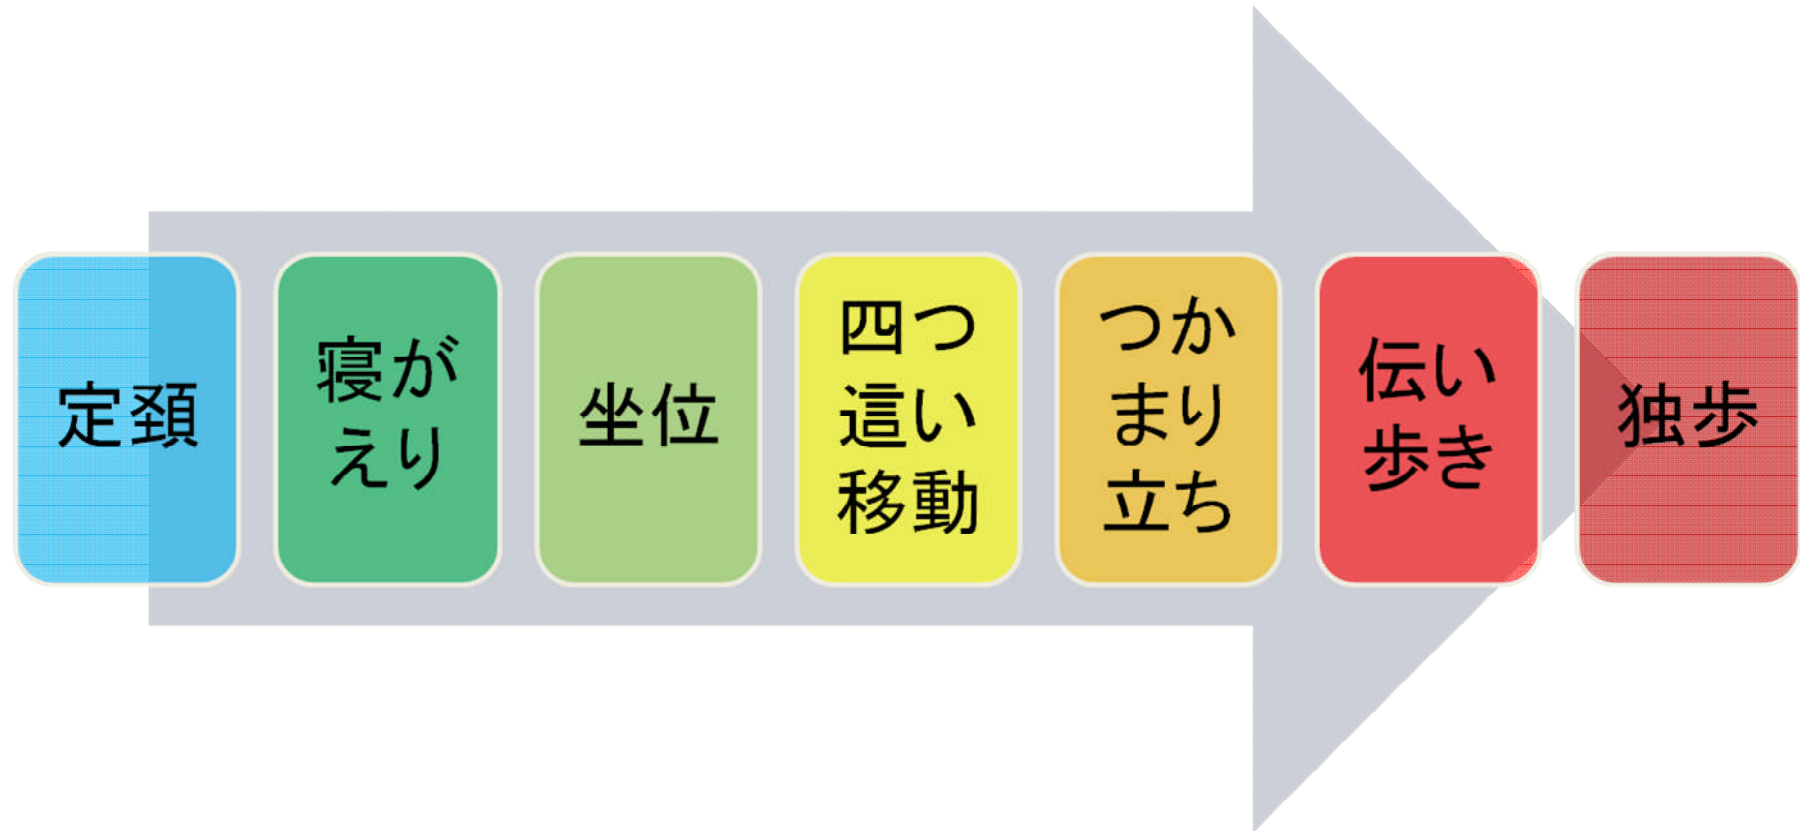 定頚
寝が
えり
坐位
四つ
這い
移動
つか
まり
立ち
伝い
歩き
独歩